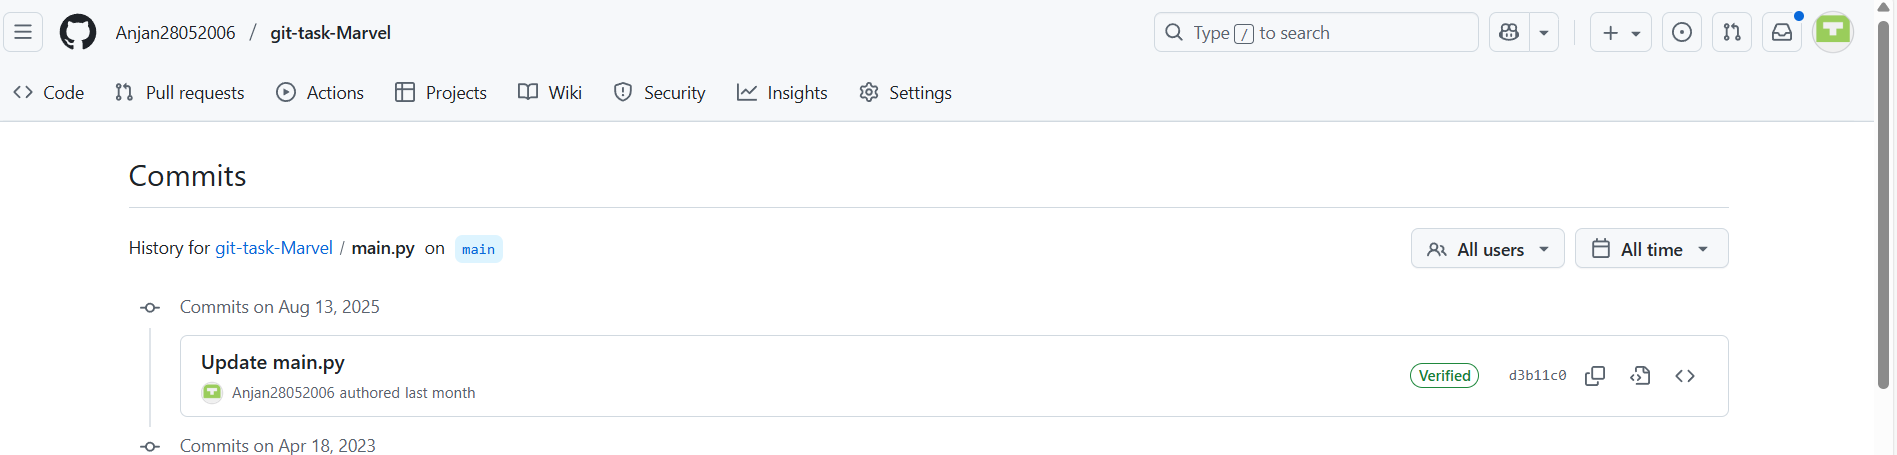 Anjan28052006 / git-task-Marvel
Type / to search
Code Pull requests Actions Projects Wiki Security Insights Settings
Commits
History for git-task-Marvel / main.py on main
All users All time
Commits on Aug 13, 2025
Update main.py
Anjan28052006 authored last month
Verified d3b11c0
Commits on Apr 18, 2023